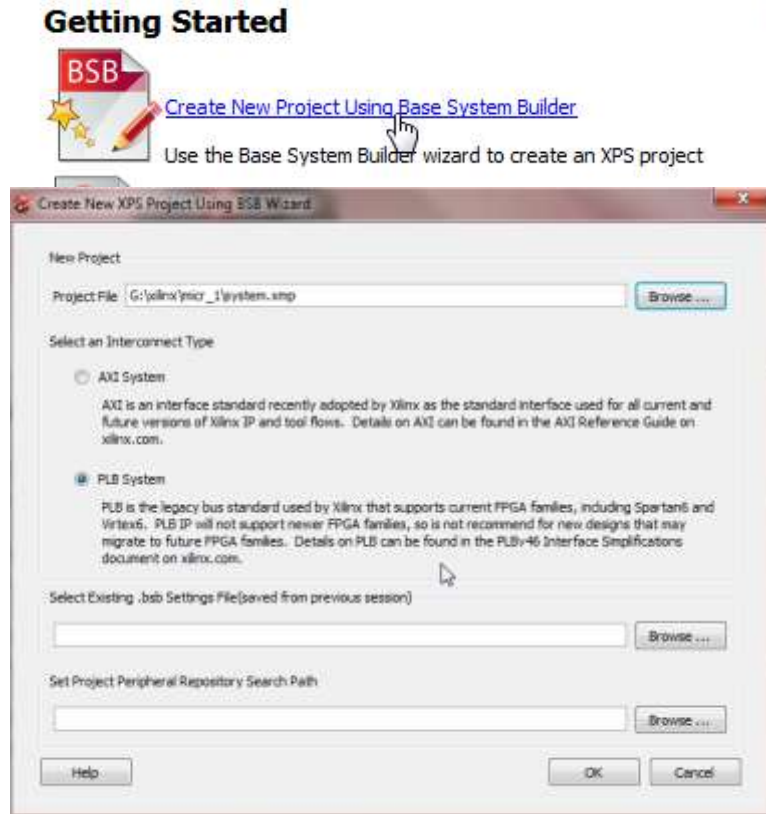 Getting Started
BSB
Create New Project Using Base System Builder
Use the Base System Builder wizard to create an XPS project
Create New XPS Project Using BSB Wizard
New Project
Project File G:\xilinx\micr_1\system.xmp Browse ...
Select an Interconnect Type
AXI System
AXI is an interface standard recently adopted by Xilinx as the standard interface used for all current and
future versions of Xilinx IP and tool flows. Details on AXI can be found in the AXI Reference Guide on
xilinx.com.
PLB System
PLB is the legacy bus standard used by Xilinx that supports current FPGA families, including Spartan6 and
Virtex6. PLB IP will not support newer FPGA families, so is not recommend for new designs that may
migrate to future FPGA families. Details on PLB can be found in the PLBv46 Interface Simplifications
document on xilinx.com.
Select Existing .bsb Settings File(saved from previous session)
Browse ...
Set Project Peripheral Repository Search Path
Browse ...
Help OK Cancel